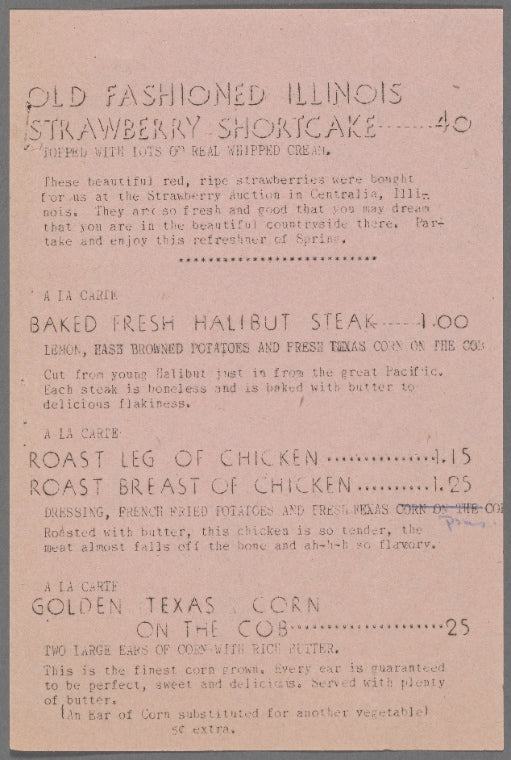 OLD FASHIONED ILLINOIS
STRAWBERRY SHORTCAKE------40
TOPPED WITH LOTS OF REAL WHIPPED CREAM.
These beautiful red, ripe strawberries were bought
for us at the Strawberry Auction in Centralia, Illi-
nois. They are so fresh and good that you may dream
that you are in the beautiful countryside there. Par-
take and enjoy this refreshner of Spring.
****************************
A LA CARTE
BAKED FRESH HALIBUT STEAK-----1.00
LEMON, HASH BROWNED POTATOES AND FRESH TEXAS CORN ON THE COB
Cut from young Halibut just in from the great Pacific.
Each steak is boneless and is baked with butter to
delicious flakiness.
A LA CARTE
ROAST LEG OF CHICKEN..............1.15
ROAST BREAST OF CHICKEN..........1.25
DRESSING, FRENCH FRIED POTATOES AND FRESH TEXAS CORN ON THE COB
Roasted with butter, this chicken is so tender, the
meat almost falls off the bone and ah-h-h so flavory.
A LA CARTE
GOLDEN TEXAS CORN
ON THE COB......................25
TWO LARGE EARS OF CORN WITH RICH BUTTER.
This is the finest corn grown. Every ear is guaranteed
to be perfect, sweet and delicious. Served with plenty
of butter.
(An Ear of Corn substituted for another vegetable)
5¢ extra.